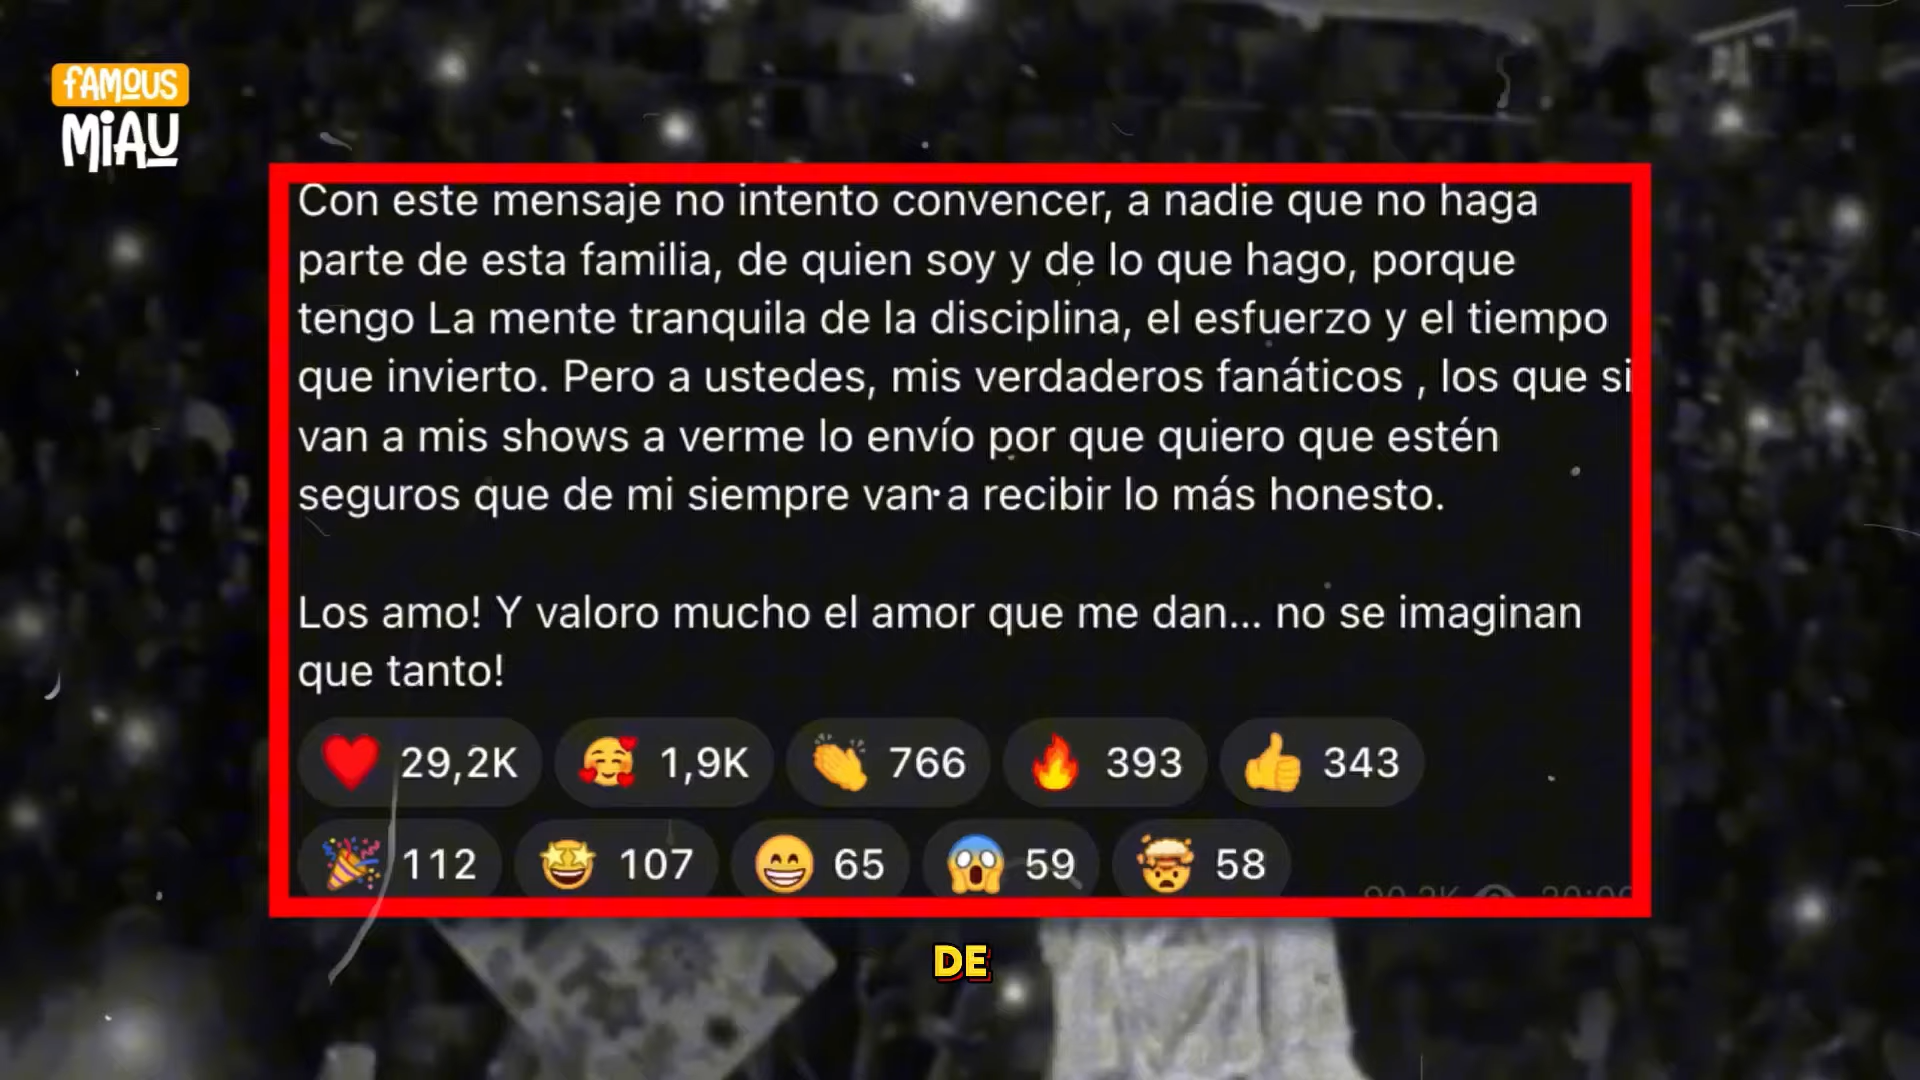 FAMOUS
MiAU
Con este mensaje no intento convencer, a nadie que no haga
parte de esta familia, de quien soy y de lo que hago, porque
tengo La mente tranquila de la disciplina, el esfuerzo y el tiempo
que invierto. Pero a ustedes, mis verdaderos fanáticos , los que si
van a mis shows a verme lo envío por que quiero que estén
seguros que de mi siempre van a recibir lo más honesto.
Los amo! Y valoro mucho el amor que me dan... no se imaginan
que tanto!
29,2K 1,9K 766 393 343
112 107 65 59 58
DE